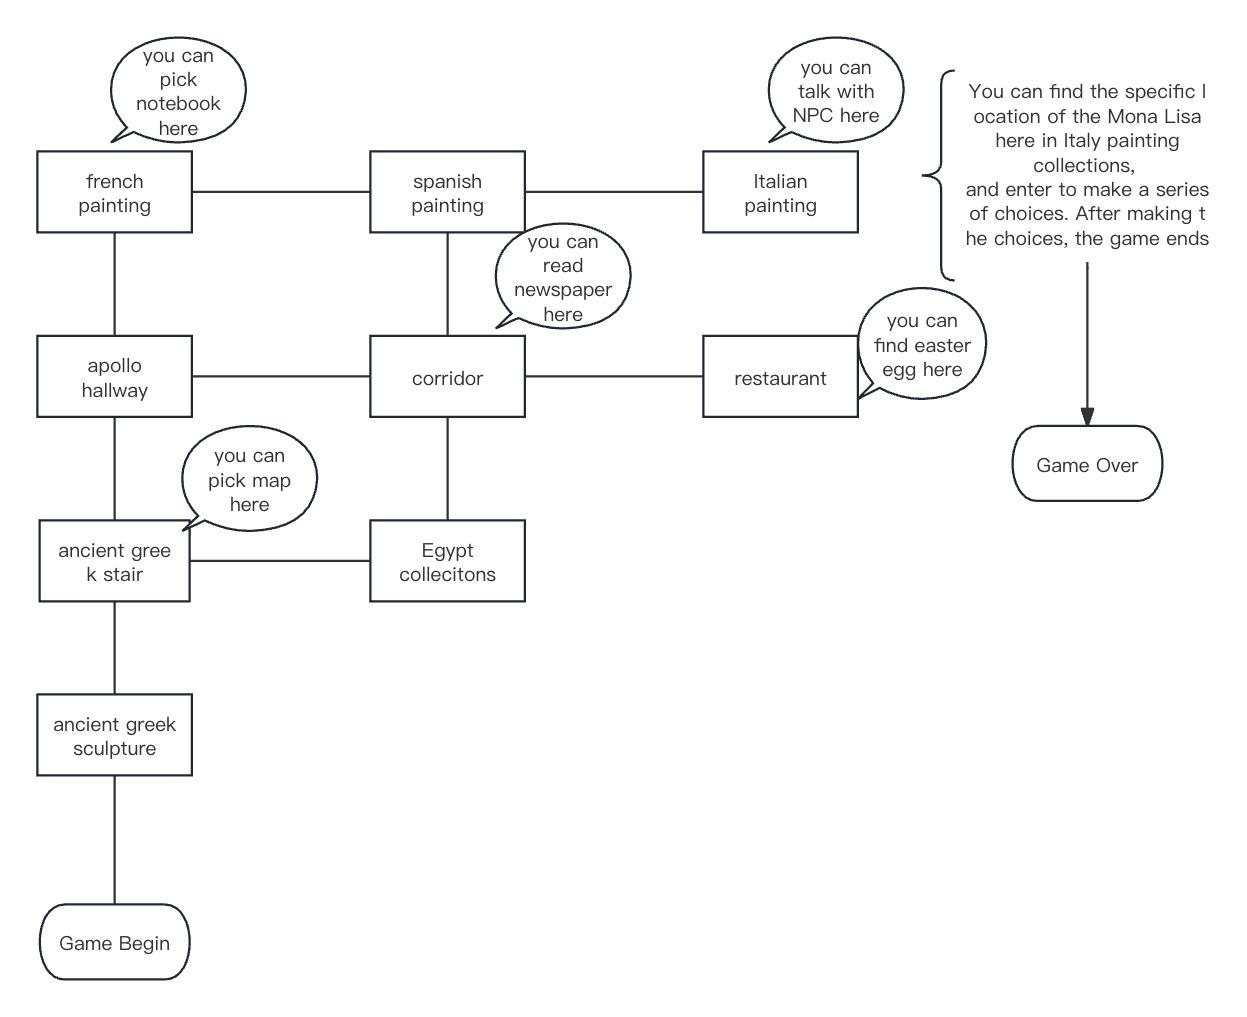 you can
pick
notebook
here
you can
talk with
NPC here
You can find the specific l
ocation of the Mona Lisa
here in Italy painting
collections,
and enter to make a series
of choices. After making t
he choices, the game ends
french
painting
spanish
painting
Italian
painting
you can
read
newspaper
here
you can
find easter
egg here
apollo
hallway
corridor
restaurant
Game Over
you can
pick map
here
ancient gree
k stair
Egypt
collecitons
ancient greek
sculpture
Game Begin